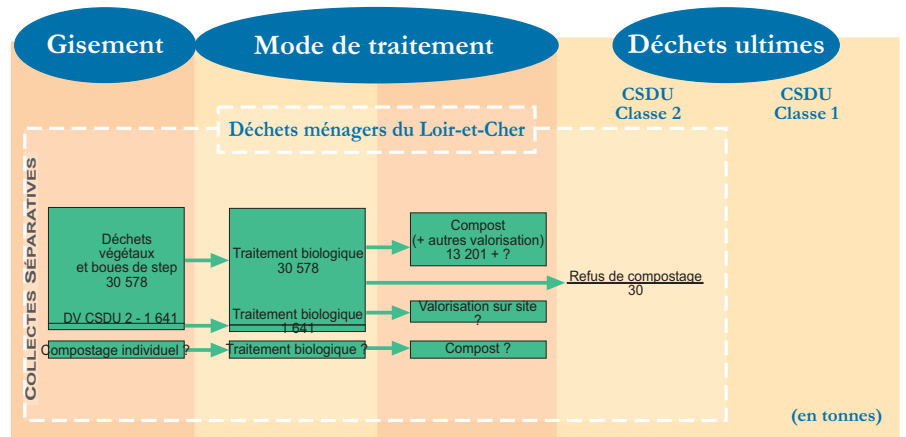 Gisement
Mode de traitement
Déchets ultimes
CSDU
Classe 2
CSDU
Classe 1
Déchets ménagers du Loir-et-Cher
COLLECTES SÉPARATIVES
Déchets
végétaux
et boues de step
30 578
Traitement biologique
30 578
Compost
(+ autres valorisation)
13 201 + ?
Refus de compostage
30
DV CSDU 2 - 1 641
Traitement biologique
1 641
Valorisation sur site
?
Compostage individuel ?
Traitement biologique ?
Compost ?
(en tonnes)